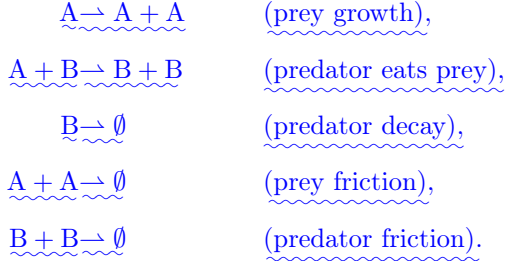 A ⇀ A + A (prey growth),
A + B ⇀ B + B (predator eats prey),
B ⇀ ∅ (predator decay),
A + A ⇀ ∅ (prey friction),
B + B ⇀ ∅ (predator friction).